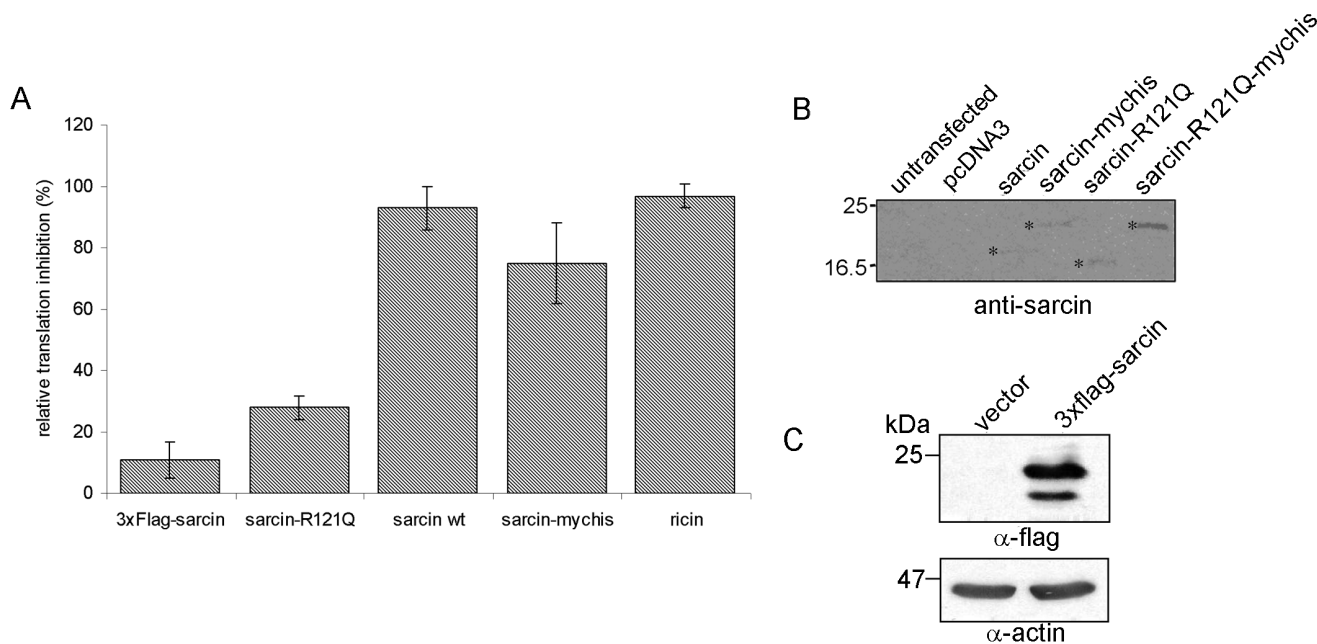 A
relative translation inhibition (%)
120
100
80
60
40
20
0
3xFlag-sarcin
sarcin-R121Q
sarcin wt
sarcin-mychis
ricin
B
untransfected
pcDNA3
sarcin
sarcin-mychis
sarcin-R121Q
sarcin-R121Q-mychis
25
16.5
*
*
*
*
anti-sarcin
C
vector
3xflag-sarcin
kDa
25
α-flag
47
α-actin